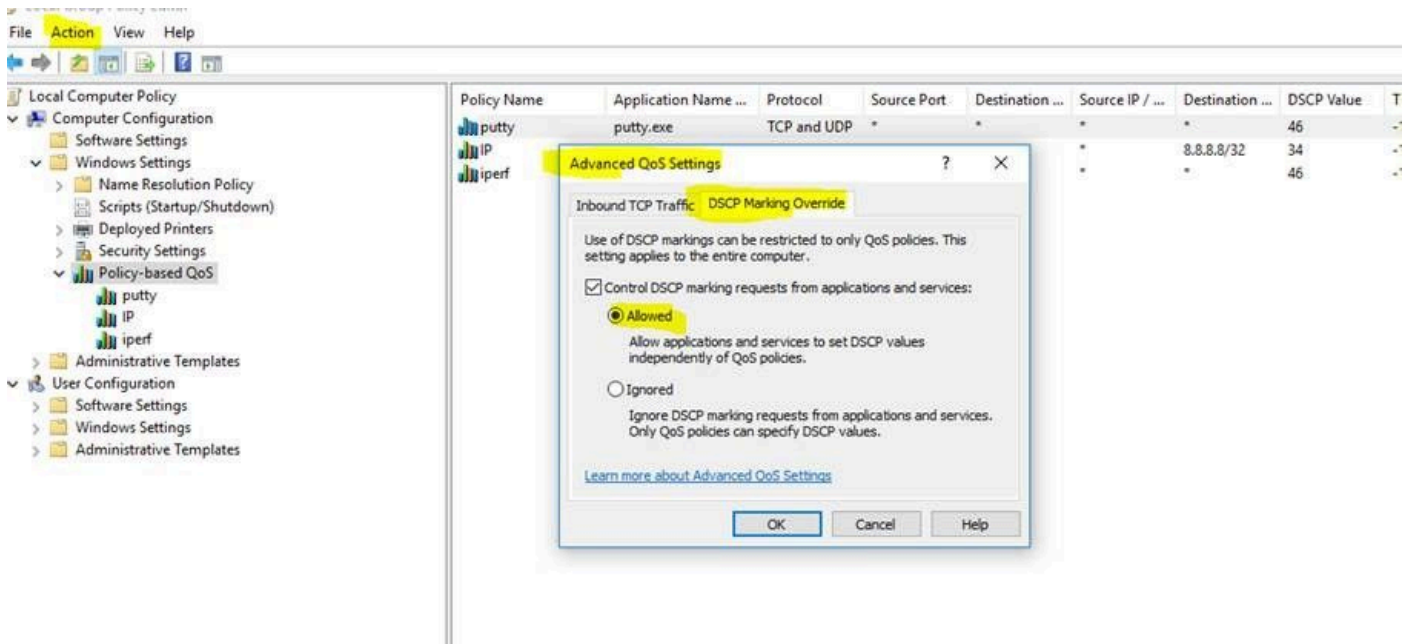 File Action View Help
Local Computer Policy
Computer Configuration
Software Settings
Windows Settings
Name Resolution Policy
Scripts (Startup/Shutdown)
Deployed Printers
Security Settings
Policy-based QoS
putty
IP
iperf
Administrative Templates
User Configuration
Software Settings
Windows Settings
Administrative Templates
Policy Name Application Name ... Protocol Source Port Destination ... Source IP / ... Destination ... DSCP Value T
putty putty.exe TCP and UDP * * * * 46 -1
IP * 8.8.8.8/32 34 -1
iperf * * 46 -1
Advanced QoS Settings ? ×
Inbound TCP Traffic DSCP Marking Override
Use of DSCP markings can be restricted to only QoS policies. This
setting applies to the entire computer.
Control DSCP marking requests from applications and services:
Allowed
Allow applications and services to set DSCP values
independently of QoS policies.
Ignored
Ignore DSCP marking requests from applications and services.
Only QoS policies can specify DSCP values.
Learn more about Advanced QoS Settings
OK Cancel Help